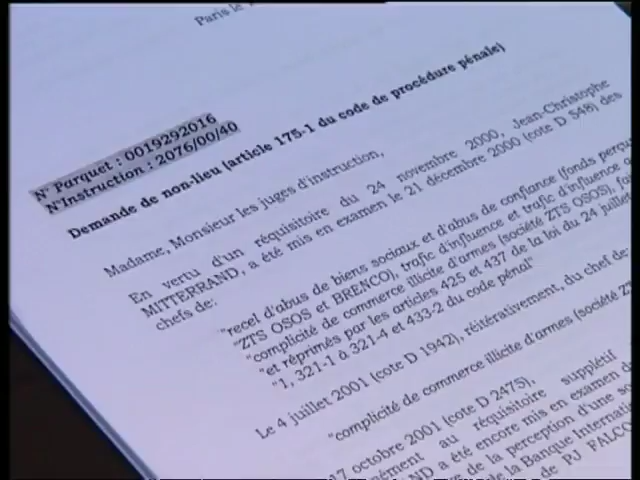 Paris le
N° Parquet : 0019292016
N°Instruction : 2076/00/40
Demande de non-lieu (article 175-1 du code de procédure pénale)
Madame, Monsieur les juges d'instruction,
En vertu d'un réquisitoire du 24 novembre 2000, Jean-Christophe
MITTERRAND, a été mis en examen le 21 décembre 2000 (cote D 548) des
chefs de:
"recel d'abus de biens sociaux et d'abus de confiance (fonds perçu
"ZTS OSOS et BRENCO), trafic d'influence et trafic d'influence
"complicité de commerce illicite d'armes (société ZTS OSOS), fai
"et réprimés par les articles 425 et 437 de la loi du 24 juillet
"1, 321-1 à 321-4 et 433-2 du code pénal"
Le 4 juillet 2001 (cote D 1942), réitérativement, du chef de:
"complicité de commerce illicite d'armes (société Z
17 octobre 2001 (cote D 2475),
nément au réquisitoire supplétif
ND a été encore mis en examen d
de la perception d'une so
de la Banque Internati
de PJ FALCO